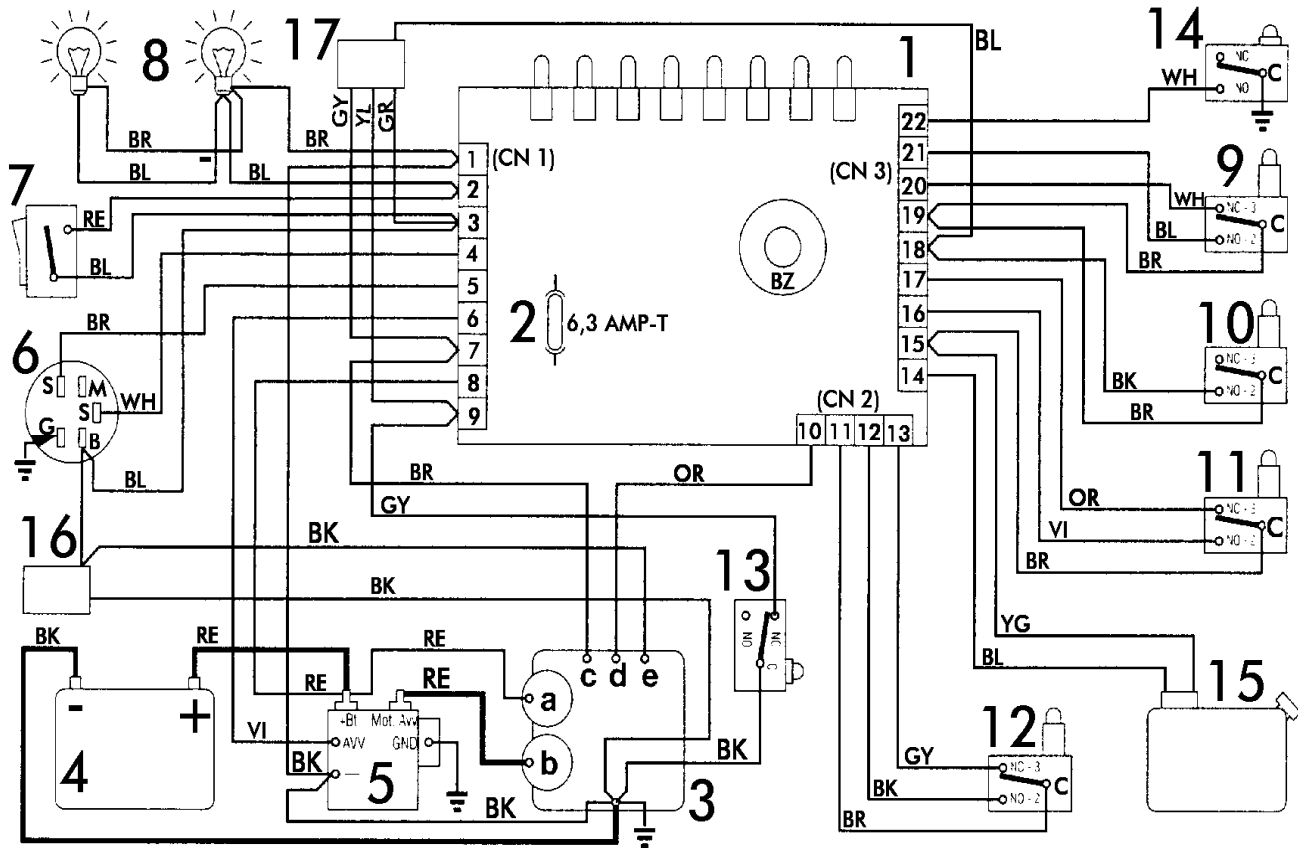 8
17
1
BL
14
NC
C
WH
NO
GY
YL
GR
BR
BR
BL
BL
-
1
(CN 1)
22
21
(CN 3)
20
9
WH
NC - 3
C
BL
NO - 2
BR
7
2
RE
3
19
18
BL
4
BZ
17
5
16
10
NC - 3
C
BK
NO - 2
BR
2
6,3 AMP-T
BR
6
15
6
7
14
S
M
8
S
WH
9
G
B
(CN 2)
10
11
12
13
BL
BR
OR
GY
11
OR
NC - 3
C
VI
NO - 2
BR
16
BK
BK
13
NO
NC
C
YG
BK
RE
RE
RE
RE
c
d
e
BL
15
-
+
a
+Bt
Mot. Avv
VI
AVV
GND
b
BK
BK
—
4
5
BK
3
12
GY
NC - 3
C
BK
NO - 2
BR